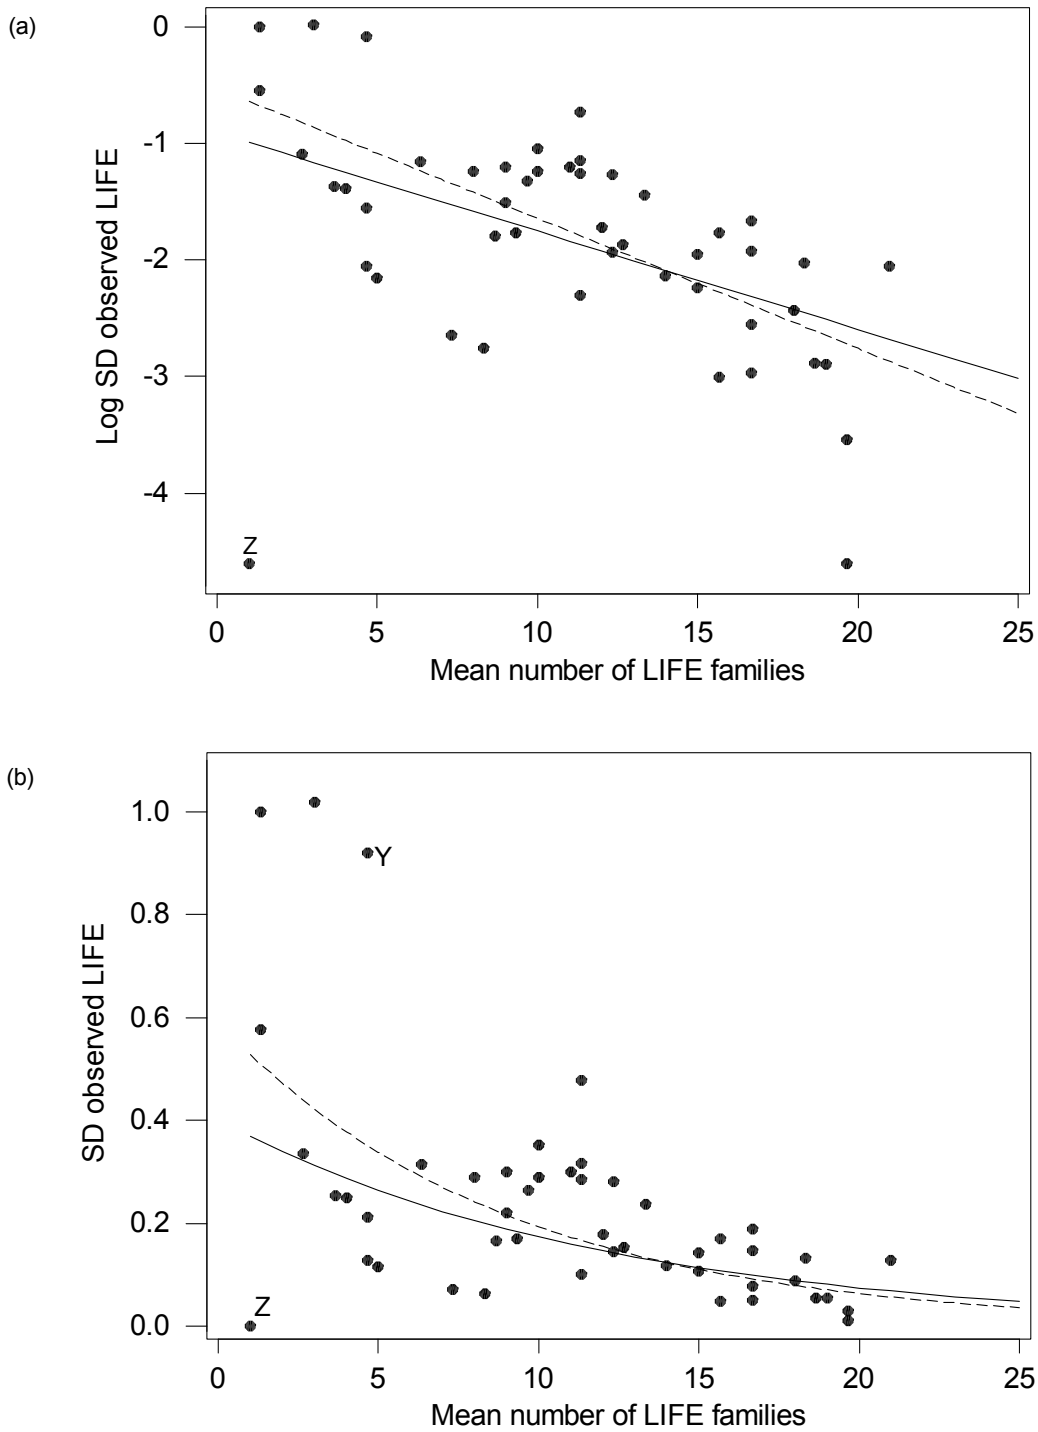 (a)
0
-1
-2
-3
-4
Log SD observed LIFE
Z
0 5 10 15 20 25
Mean number of LIFE families
(b)
1.0
0.8
0.6
0.4
0.2
0.0
SD observed LIFE
Y
Z
0 5 10 15 20 25
Mean number of LIFE families